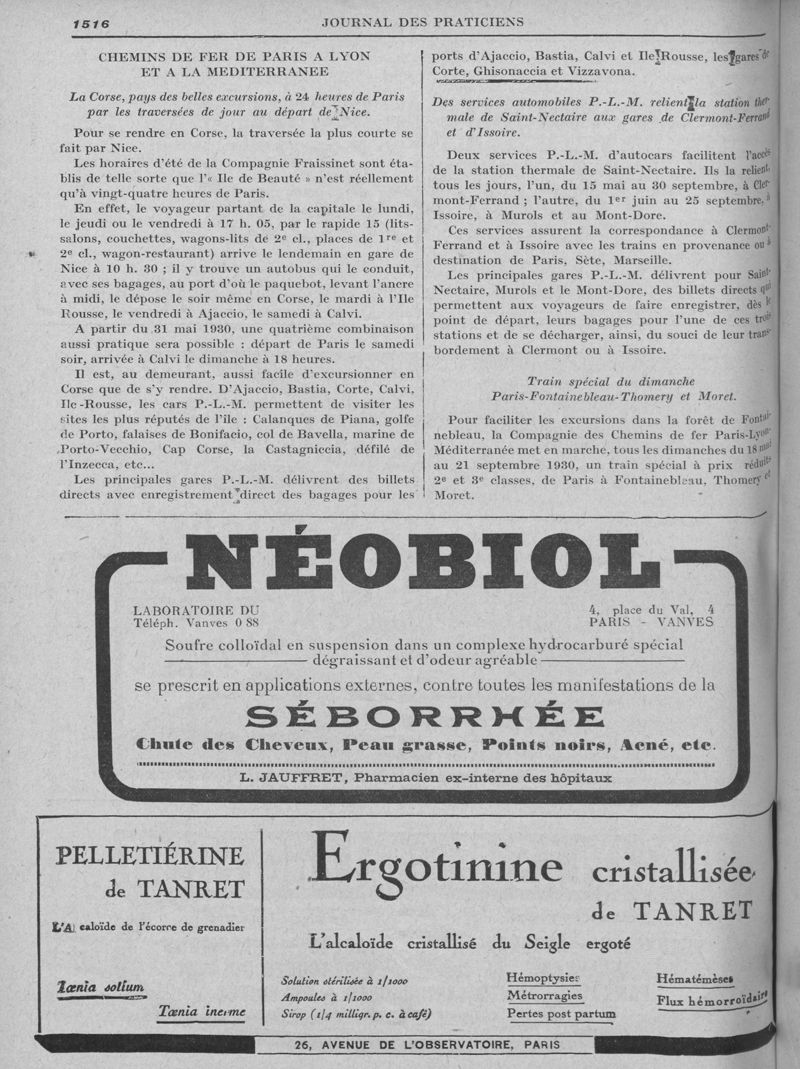 1516
JOURNAL DES PRATICIENS
CHEMINS DE FER DE PARIS A LYON
ET A LA MEDITERRANEE
La Corse, pays des belles excursions, à 24 heures de Paris
par les traversées de jour au départ de Nice.
Pour se rendre en Corse, la traversée la plus courte se
fait par Nice.
Les horaires d'été de la Compagnie Fraissinet sont éta-
blis de telle sorte que l'« Ile de Beauté » n'est réellement
qu'à vingt-quatre heures de Paris.
En effet, le voyageur partant de la capitale le lundi,
le jeudi ou le vendredi à 17 h. 05, par le rapide 15 (lits-
salons, couchettes, wagons-lits de 2e cl., places de 1re et
2e cl., wagon-restaurant) arrive le lendemain en gare de
Nice à 10 h. 30 ; il y trouve un autobus qui le conduit,
avec ses bagages, au port d'où le paquebot, levant l'ancre
à midi, le dépose le soir même en Corse, le mardi à l'Ile
Rousse, le vendredi à Ajaccio, le samedi à Calvi.
A partir du 31 mai 1930, une quatrième combinaison
aussi pratique sera possible : départ de Paris le samedi
soir, arrivée à Calvi le dimanche à 18 heures.
Il est, au demeurant, aussi facile d'excursionner en
Corse que de s'y rendre. D'Ajaccio, Bastia, Corte, Calvi,
Ile-Rousse, les cars P.-L.-M. permettent de visiter les
sites les plus réputés de l'île : Calanques de Piana, golfe
de Porto, falaises de Bonifacio, col de Bavella, marine de
Porto-Vecchio, Cap Corse, la Castagniccia, défilé de
l'Inzecca, etc...
Les principales gares P.-L.-M. délivrent des billets
directs avec enregistrement direct des bagages pour les
ports d'Ajaccio, Bastia, Calvi et Ile Rousse, les gares de
Corte, Ghisonaccia et Vizzavona.
Des services automobiles P.-L.-M. relient la station ther-
male de Saint-Nectaire aux gares de Clermont-Ferrand
et d'Issoire.
Deux services P.-L.-M. d'autocars facilitent l'accès
de la station thermale de Saint-Nectaire. Ils la relient,
tous les jours, l'un, du 15 mai au 30 septembre, à Cler
mont-Ferrand ; l'autre, du 1er juin au 25 septembre, à
Issoire, à Murols et au Mont-Dore.
Ces services assurent la correspondance à Clermont-
Ferrand et à Issoire avec les trains en provenance ou à
destination de Paris, Sète, Marseille.
Les principales gares P.-L.-M. délivrent pour Saint-
Nectaire, Murols et le Mont-Dore, des billets directs qui
permettent aux voyageurs de faire enregistrer, dès le
point de départ, leurs bagages pour l'une de ces trois
stations et de se décharger, ainsi, du souci de leur trans-
bordement à Clermont ou à Issoire.
Train spécial du dimanche
Paris-Fontainebleau-Thomery et Moret.
Pour faciliter les excursions dans la forêt de Fontai-
nebleau, la Compagnie des Chemins de fer Paris-Lyon-
Méditerranée met en marche, tous les dimanches du 18 mai
au 21 septembre 1930, un train spécial à prix réduits
2e et 3e classes, de Paris à Fontainebleau, Thomery et
Moret.
NÉOBIOL
LABORATOIRE DU
Téléph. Vanves 0 88
4, place du Val, 4
PARIS - VANVES
Soufre colloïdal en suspension dans un complexe hydrocarburé spécial
dégraissant et d'odeur agréable
se prescrit en applications externes, contre toutes les manifestations de la
SÉBORRHÉE
Chute des Cheveux, Peau grasse, Points noirs, Acné, etc.
L. JAUFFRET, Pharmacien ex-interne des hôpitaux
PELLETIÉRINE
de TANRET
L'Alcaloïde de l'écorce de grenadier
Tænia solium
Tænia inerme
Ergotinine cristallisée
de TANRET
L'alcaloïde cristallisé du Seigle ergoté
Solution stérilisée à 1/1000
Ampoules à 1/1000
Sirop (1/4 milligr. p. c. à café)
Hémoptysies
Métrorragies
Pertes post partum
Hématémèses
Flux hémorroïdaire
26, AVENUE DE L'OBSERVATOIRE, PARIS